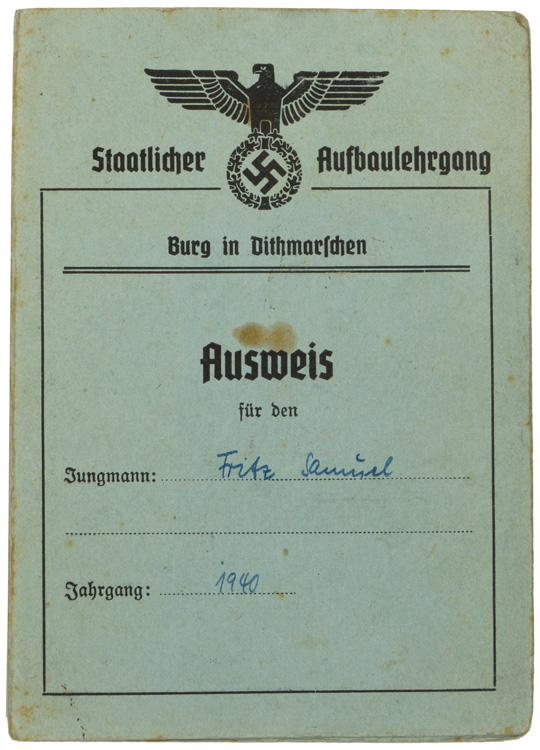 Staatlicher Aufbaulehrgang
Burg in Dithmarschen
Ausweis
für den
Jungmann: Fritz Samuel
Jahrgang: 1940